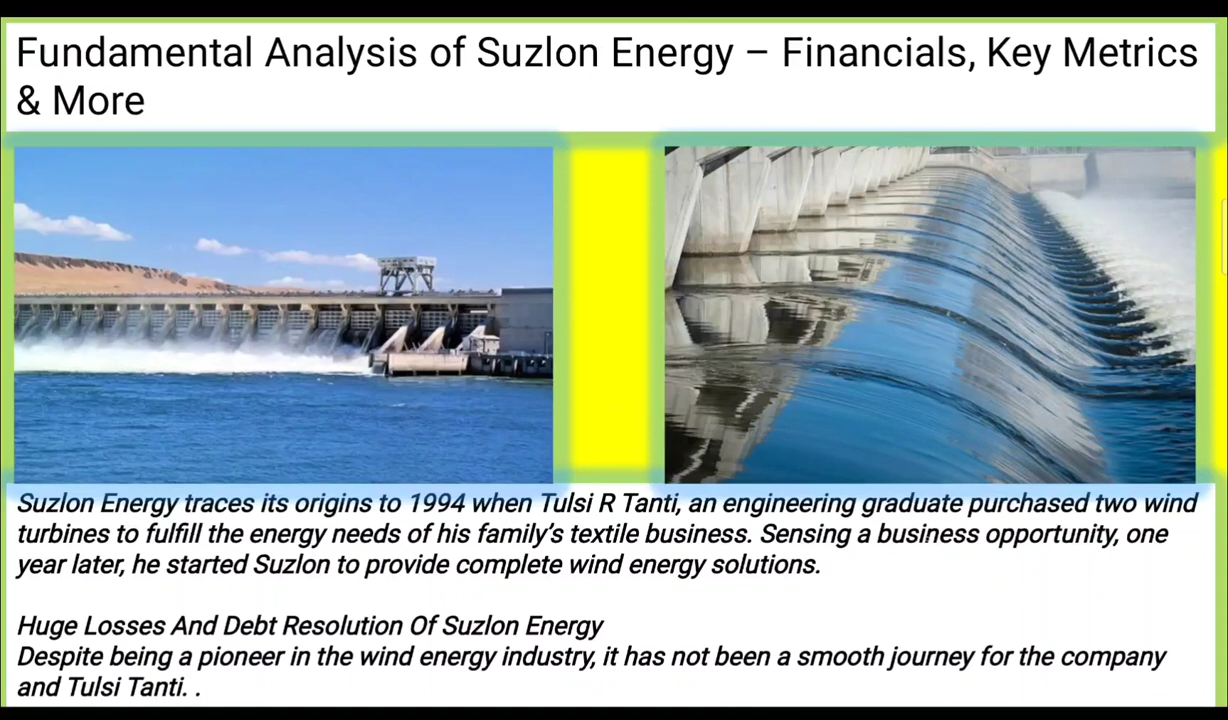 Fundamental Analysis of Suzlon Energy – Financials, Key Metrics
& More
Suzlon Energy traces its origins to 1994 when Tulsi R Tanti, an engineering graduate purchased two wind
turbines to fulfill the energy needs of his family’s textile business. Sensing a business opportunity, one
year later, he started Suzlon to provide complete wind energy solutions.
Huge Losses And Debt Resolution Of Suzlon Energy
Despite being a pioneer in the wind energy industry, it has not been a smooth journey for the company
and Tulsi Tanti. .